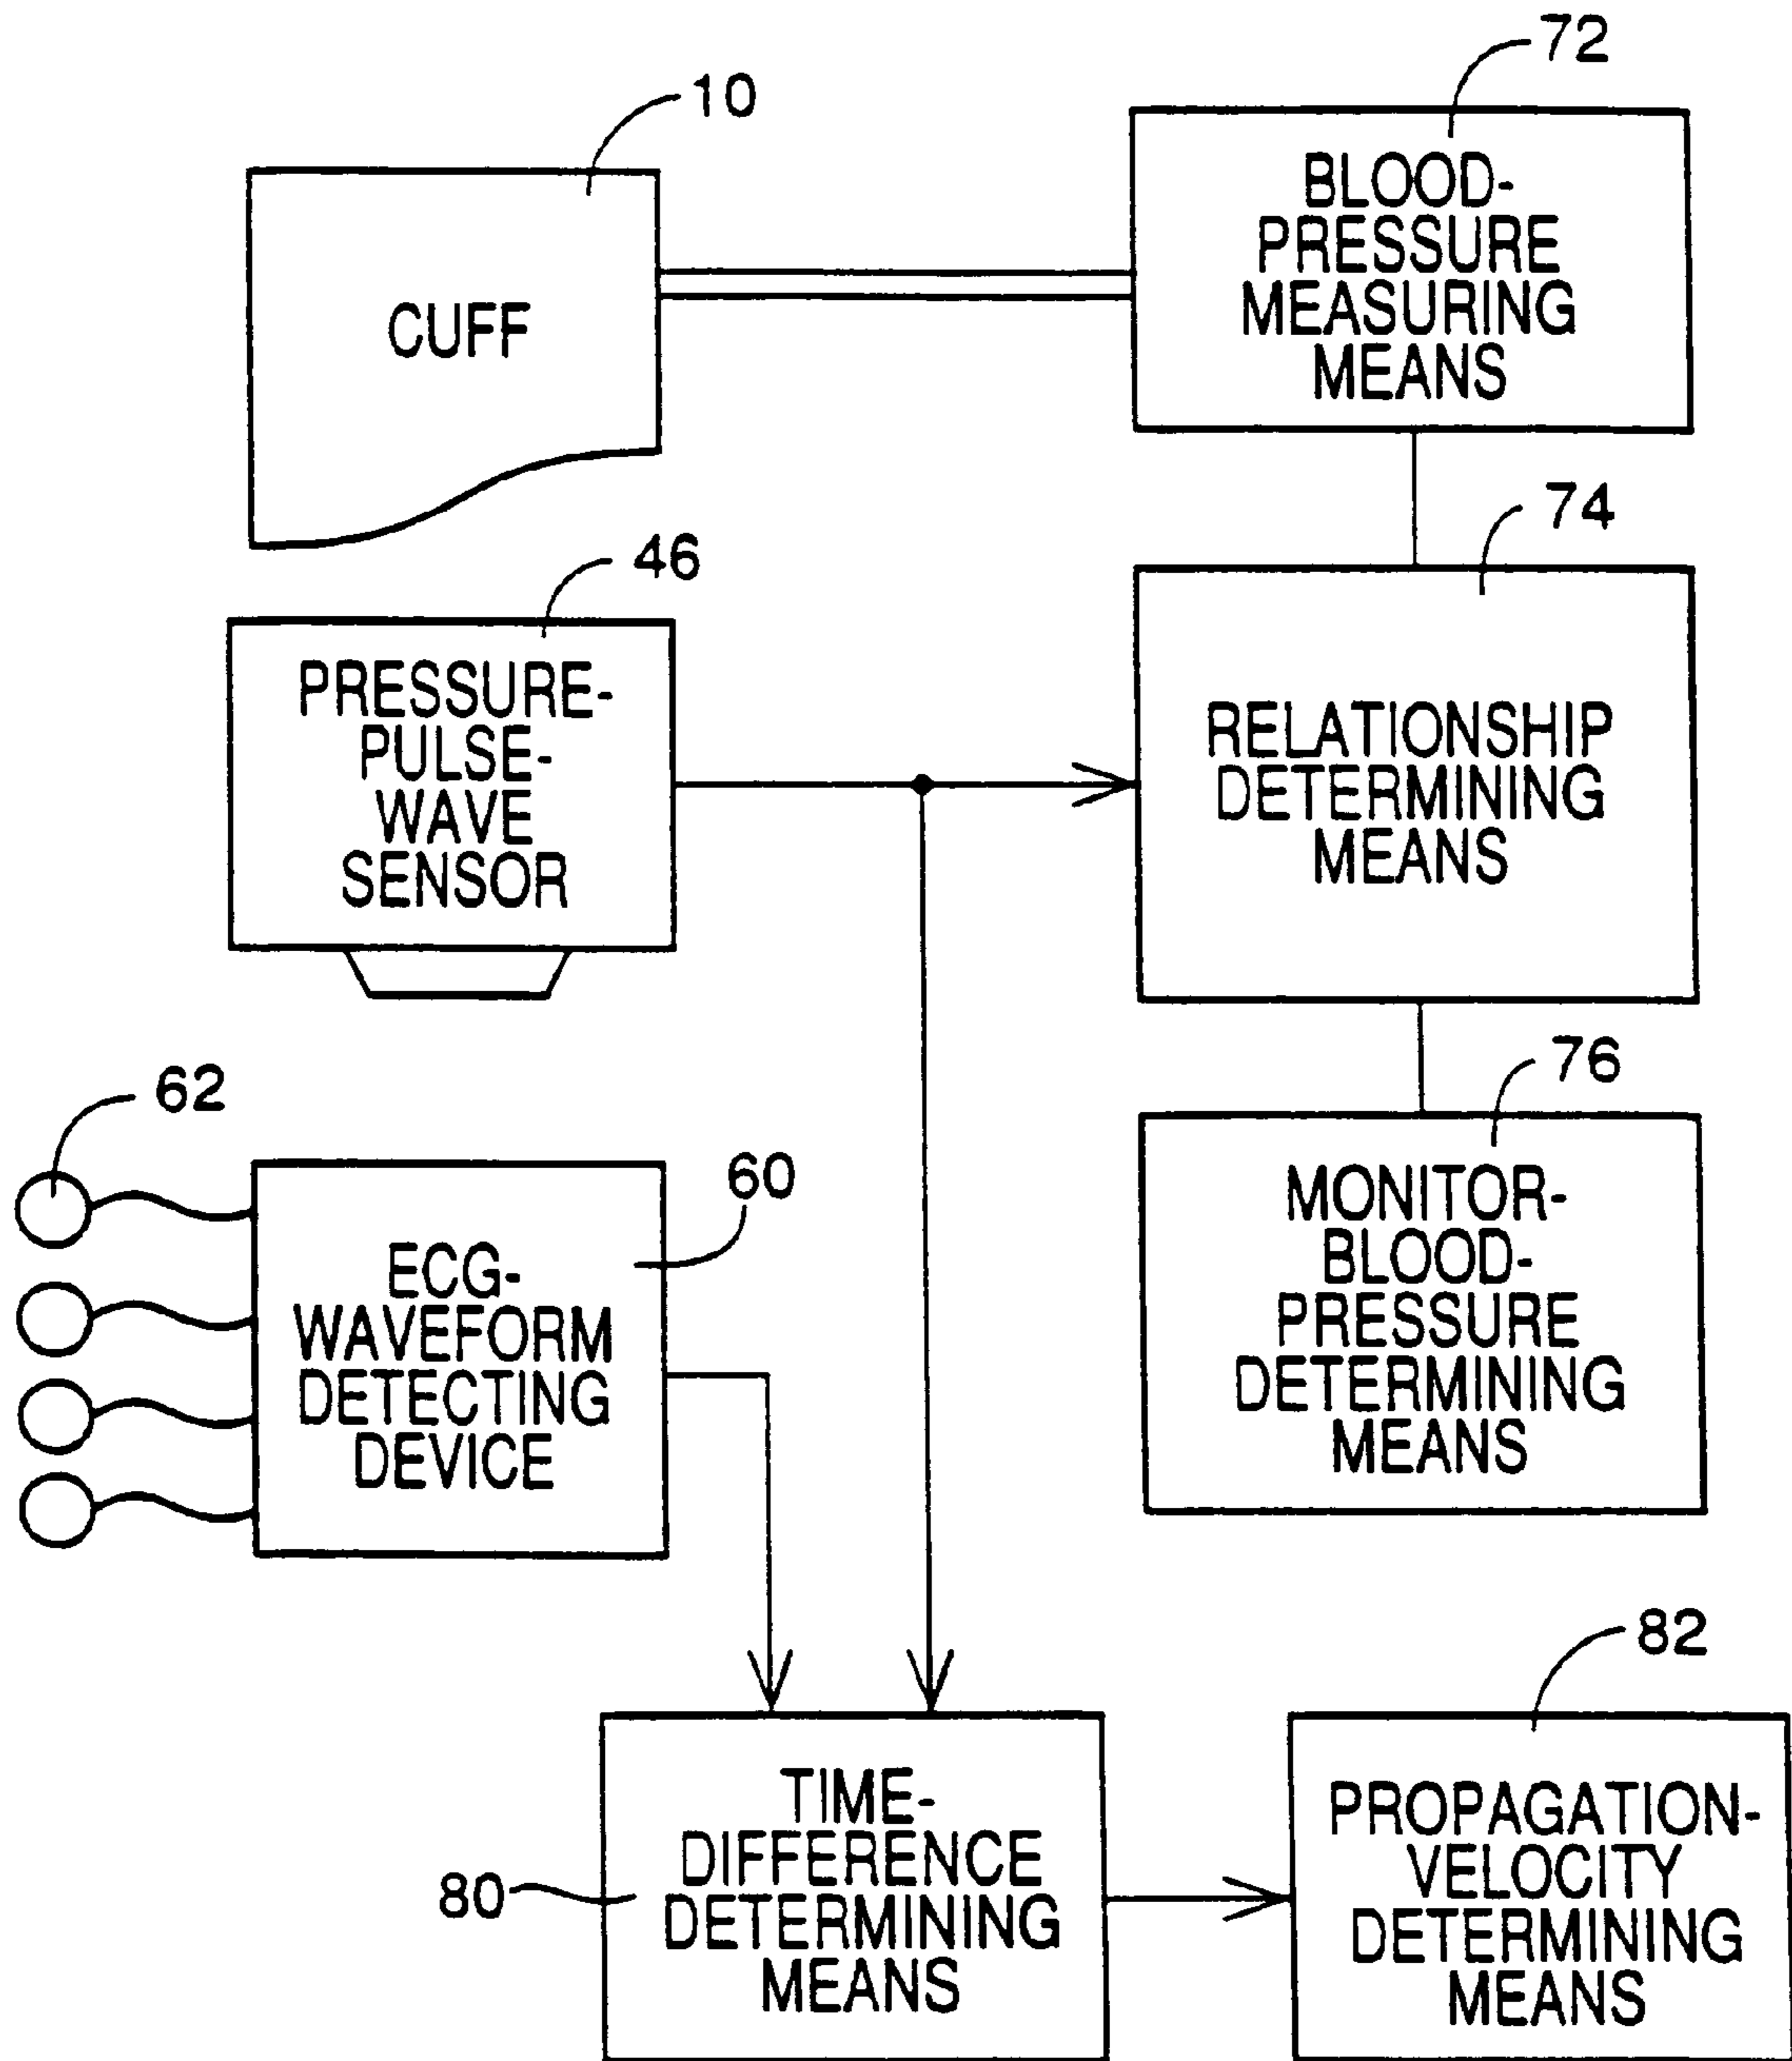 72
10
BLOOD-
PRESSURE
MEASURING
MEANS
CUFF
74
46
PRESSURE-
PULSE-
WAVE
SENSOR
RELATIONSHIP
DETERMINING
MEANS
76
62
60
MONITOR-
BLOOD-
PRESSURE
DETERMINING
MEANS
ECG-
WAVEFORM
DETECTING
DEVICE
82
80
TIME-
DIFFERENCE
DETERMINING
MEANS
PROPAGATION-
VELOCITY
DETERMINING
MEANS